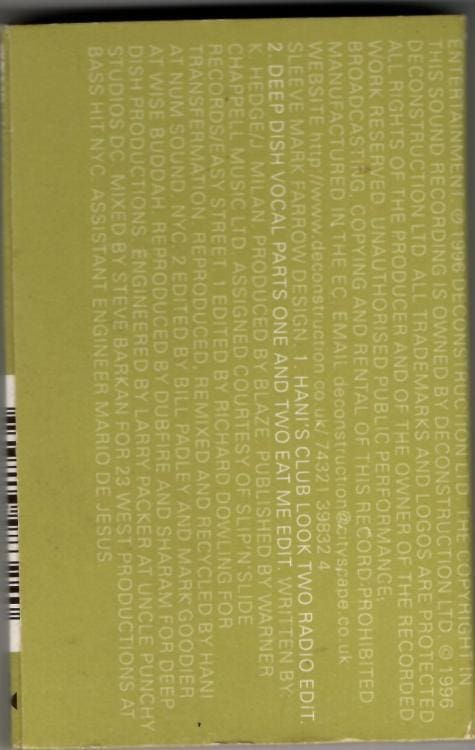 ENTERTAINMENT. ℗ 1996 DECONSTRUCTION LTD. THE COPYRIGHT IN
THIS SOUND RECORDING IS OWNED BY DECONSTRUCTION LTD. © 1996
DECONSTRUCTION LTD. ALL TRADEMARKS AND LOGOS ARE PROTECTED
ALL RIGHTS OF THE PRODUCER AND OF THE OWNER OF THE RECORDED
WORK RESERVED. UNAUTHORISED PUBLIC PERFORMANCE;
BROADCASTING, COPYING AND RENTAL OF THIS RECORD PROHIBITED
MANUFACTURED IN THE EC. EMAIL deconstruction@cityscape.co.uk
WEBSITE http://www.deconstruction.co.uk/ 74321 39832 4
SLEEVE MARK FARROW DESIGN. 1. HANI'S CLUB LOOK TWO RADIO EDIT.
2. DEEP DISH VOCAL PARTS ONE AND TWO EAT ME EDIT. WRITTEN BY:
K. HEDGE/J. MILAN. PRODUCED BY BLAZE. PUBLISHED BY WARNER
CHAPPELL MUSIC LTD. ASSIGNED COURTESY OF SLIP'N SLIDE
RECORDS/EASY STREET. 1 EDITED BY RICHARD DOWLING FOR
TRANSFERMATION. REPRODUCED, REMIXED AND RECYCLED BY HANI
AT NUM SOUND, NYC. 2 EDITED BY BILL PADLEY AND MARK GOODIER
AT WISE BUDDAH. REPRODUCED BY DUBFIRE AND SHARAM FOR DEEP
DISH PRODUCTIONS. ENGINEERED BY LARRY PACKER AT UNCLE PUNCHY
STUDIOS DC. MIXED BY STEVE BARKAN FOR 23 WEST PRODUCTIONS AT
BASS HIT NYC. ASSISTANT ENGINEER MARIO DE JESUS